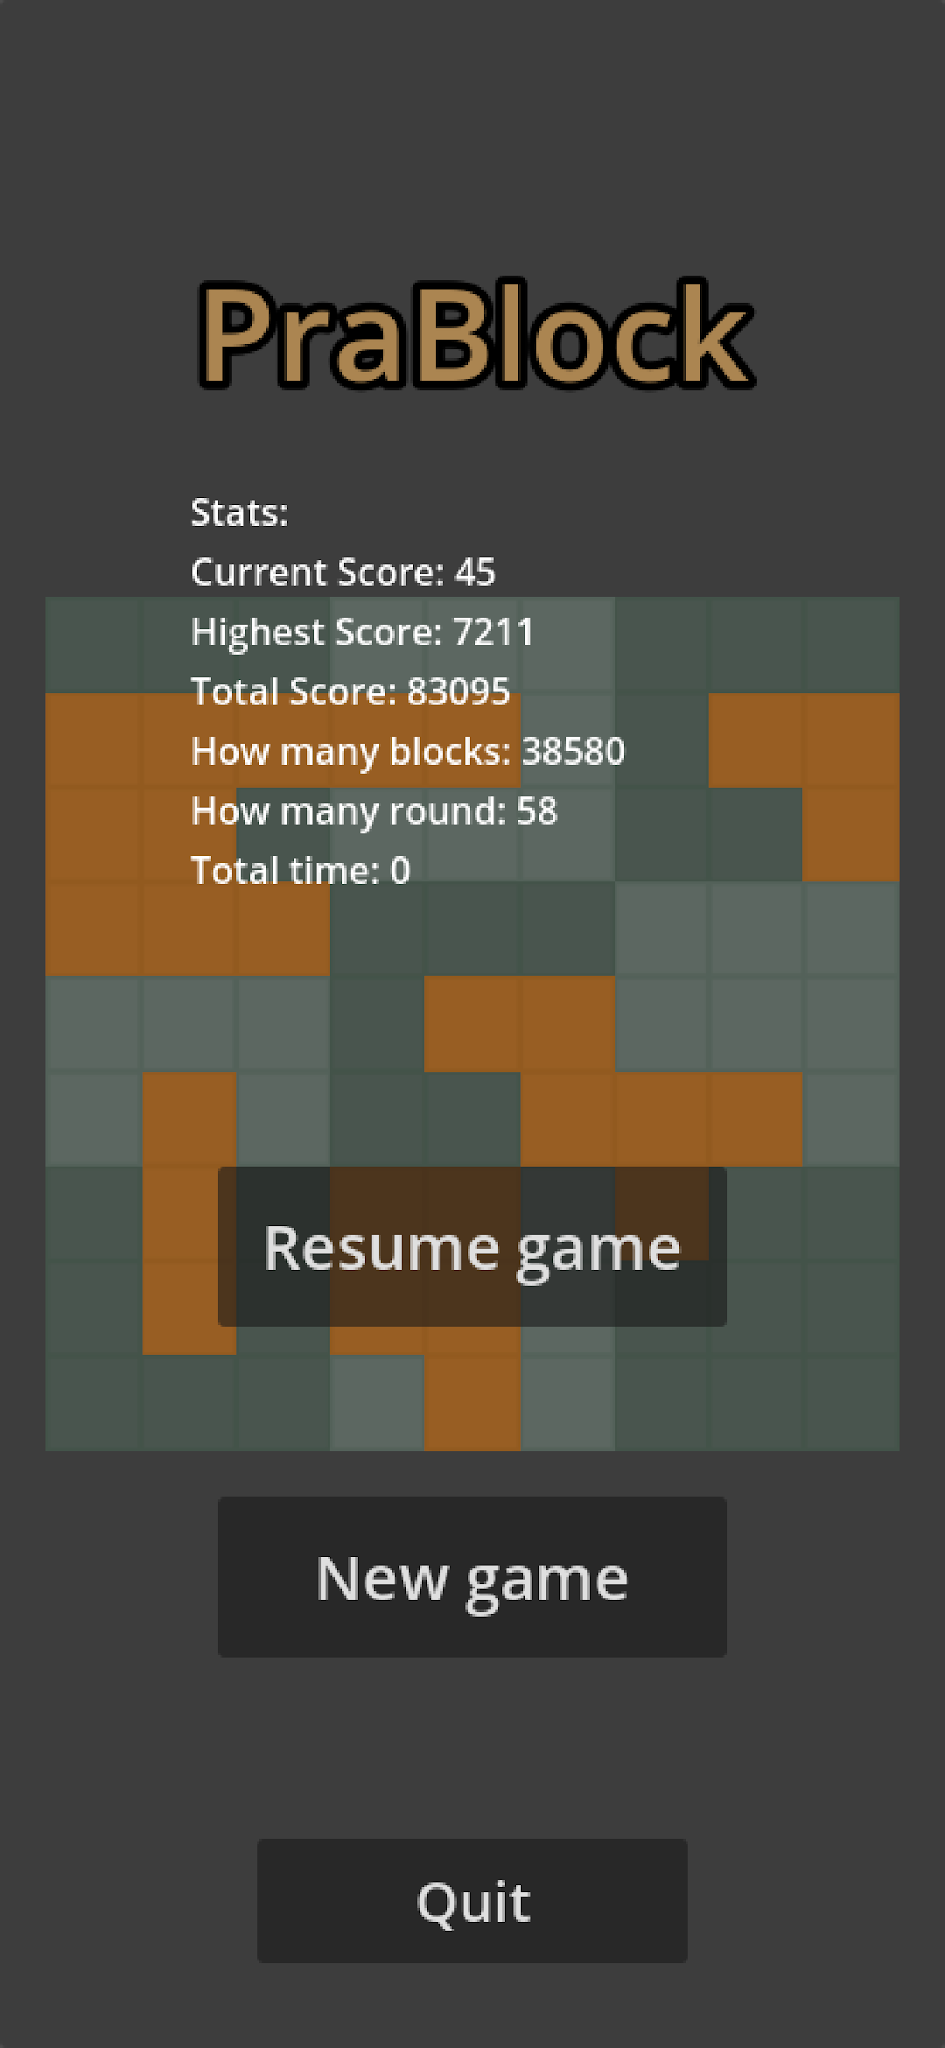 PraBlock
Stats:
Current Score: 45
Highest Score: 7211
Total Score: 83095
How many blocks: 38580
How many round: 58
Total time: 0
Resume game
New game
Quit